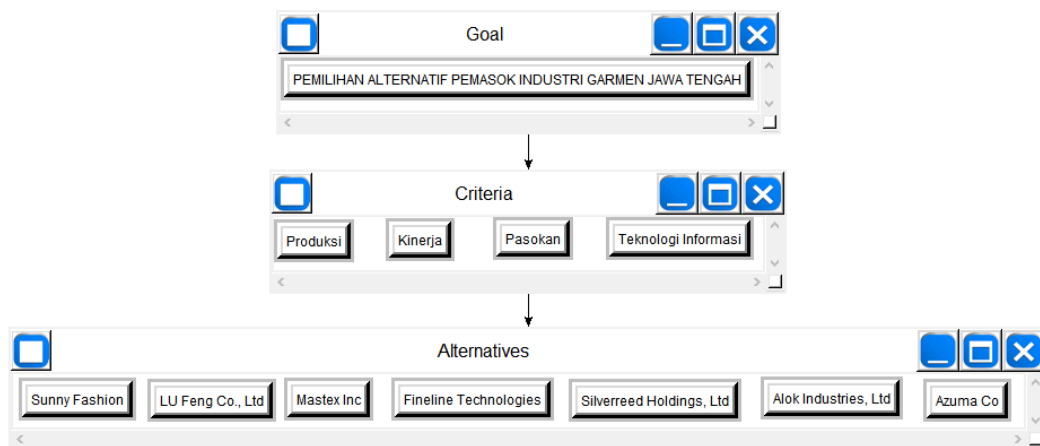 Goal
PEMILIHAN ALTERNATIF PEMASOK INDUSTRI GARMEN JAWA TENGAH
Criteria
Produksi
Kinerja
Pasokan
Teknologi Informasi
Alternatives
Sunny Fashion
LU Feng Co., Ltd
Mastex Inc
Fineline Technologies
Silverreed Holdings, Ltd
Alok Industries, Ltd
Azuma Co